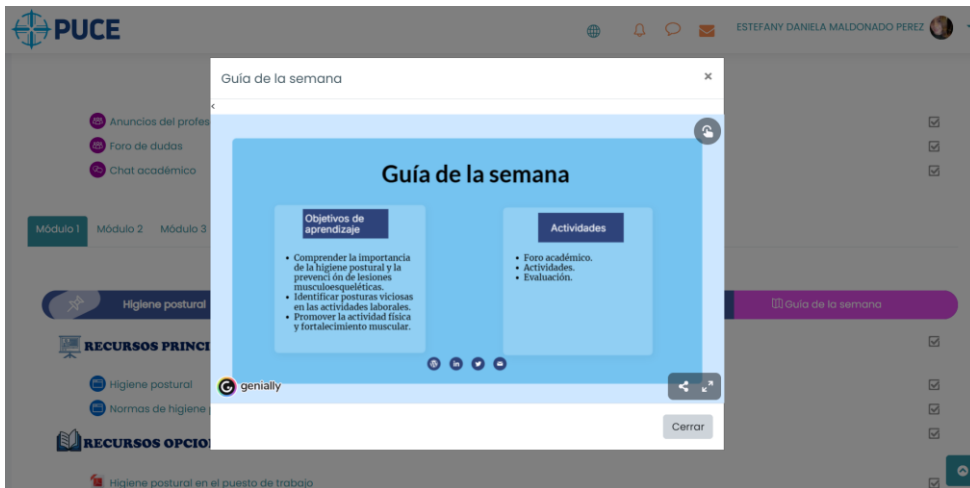 PUCE
ESTEFANY DANIELA MALDONADO PEREZ
Guía de la semana
×
<
Anuncios del profes
Foro de dudas
Chat académico
Módulo 1 Módulo 2 Módulo 3
Guía de la semana
Objetivos de
aprendizaje
• Comprender la importancia
de la higiene postural y la
prevenci ón de lesiones
musculoesqueléticas.
• Identificar posturas viciosas
en las actividades laborales.
• Promover la actividad física
y fortalecimiento muscular.
Actividades
• Foro académico.
• Actividades.
• Evaluación.
genially
Cerrar
Higiene postural
Guía de la semana
RECURSOS PRINCI
Higiene postural
Normas de higiene
RECURSOS OPCIO
Higiene postural en el puesto de trabajo